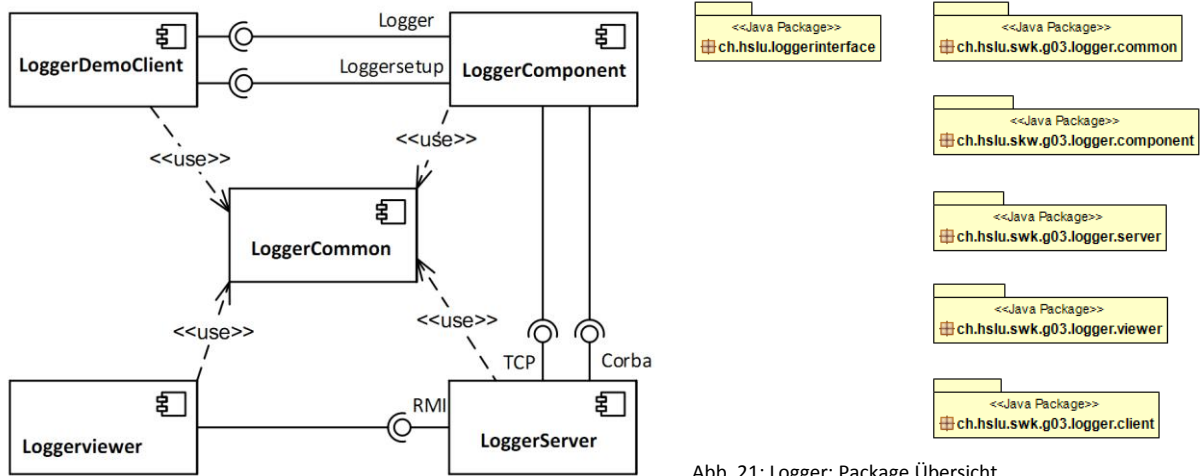 Logger
LoggerDemoClient
Loggersetup
LoggerComponent
<<use>>
<<use>>
LoggerCommon
<<use>>
<<use>>
TCP
Corba
RMI
Loggerviewer
LoggerServer
<<Java Package>>
ch.hslu.loggerinterface
<<Java Package>>
ch.hslu.swk.g03.logger.common
<<Java Package>>
ch.hslu.skw.g03.logger.component
<<Java Package>>
ch.hslu.swk.g03.logger.server
<<Java Package>>
ch.hslu.swk.g03.logger.viewer
<<Java Package>>
ch.hslu.swk.g03.logger.client
Abb. 21: Logger: Package Übersicht